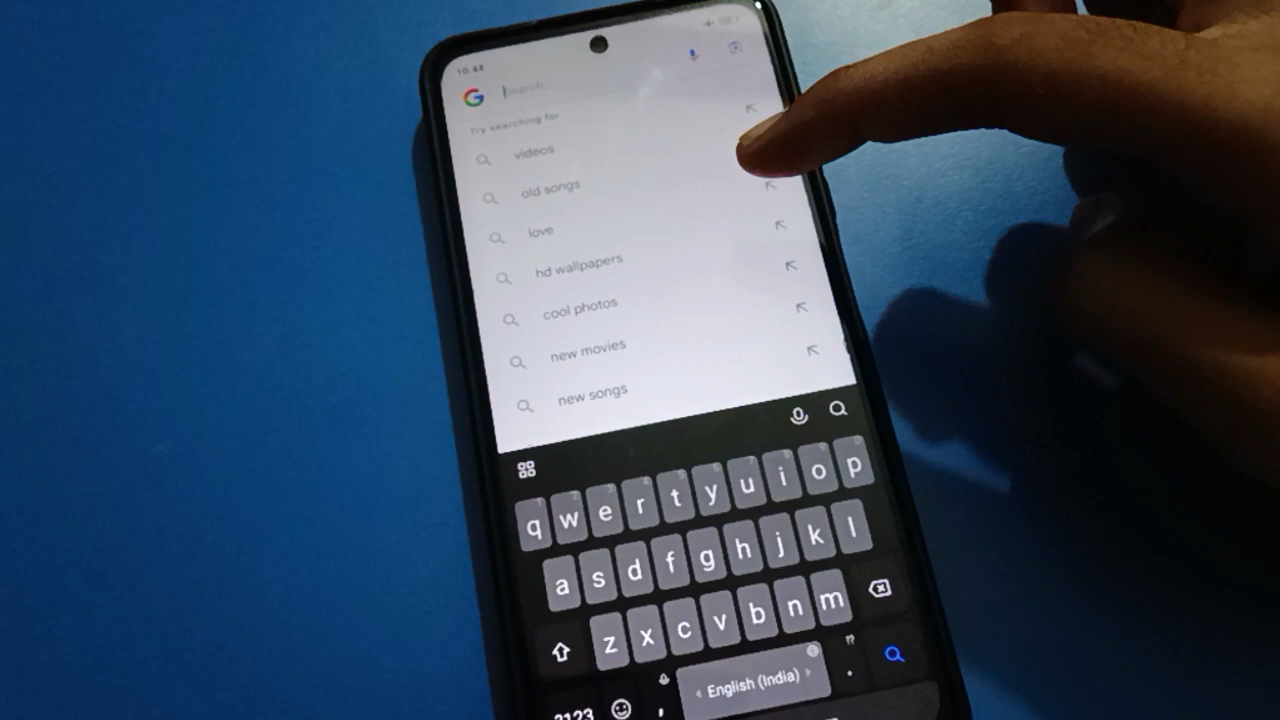 10:44
Search...
Try searching for
videos
old songs
love
hd wallpapers
cool photos
new movies
new songs
q w e r t y u i o p
a s d f g h j k l
z x c v b n m
?123 , English (India) .